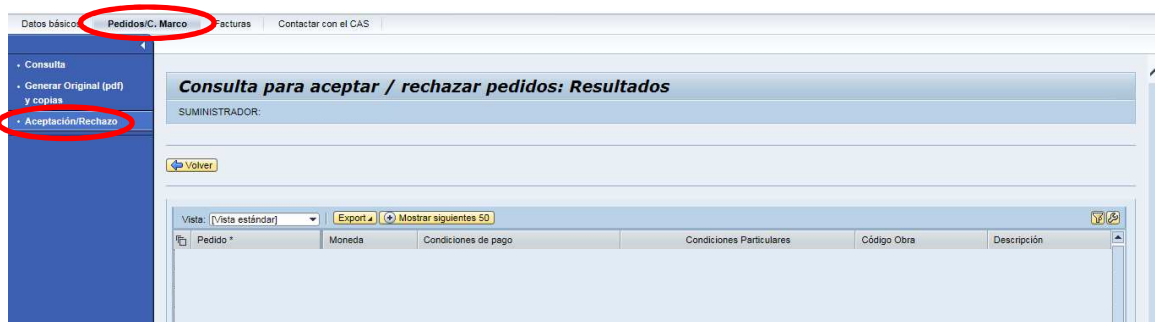 Datos básicos Pedidos/C. Marco Facturas Contactar con el CAS
• Consulta
• Generar Original (pdf)
y copias
• Aceptación/Rechazo
Consulta para aceptar / rechazar pedidos: Resultados
SUMINISTRADOR:
Volver
Vista: [Vista estándar] Export Mostrar siguientes 50
Pedido * Moneda Condiciones de pago Condiciones Particulares Código Obra Descripción